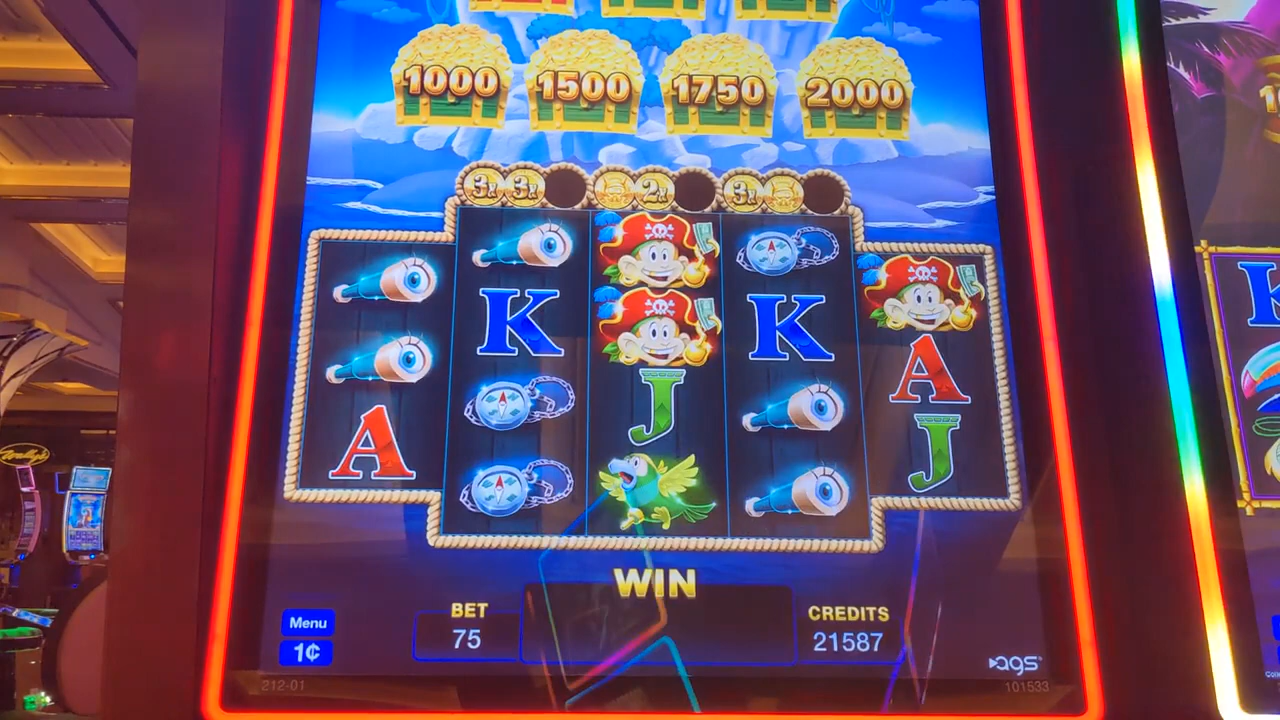 1000 1500 1750 2000
3x 3x 2x 3x
K K
A
J
A
J
WIN
BET CREDITS
75 21587
Menu
1¢
ags
212-01 101533
Wally's
K